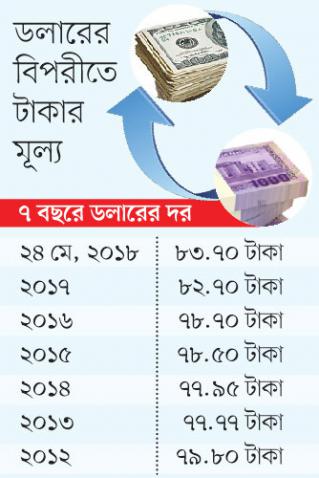 ডলারের
বিপরীতে
টাকার
মূল্য
1000
৭ বছরে ডলারের দর
২৪ মে, ২০১৮ ৮৩.৭০ টাকা
২০১৭ ৮২.৭০ টাকা
২০১৬ ৭৮.৭০ টাকা
২০১৫ ৭৮.৫০ টাকা
২০১৪ ৭৭.৯৫ টাকা
২০১৩ ৭৭.৭৭ টাকা
২০১২ ৭৯.৮০ টাকা